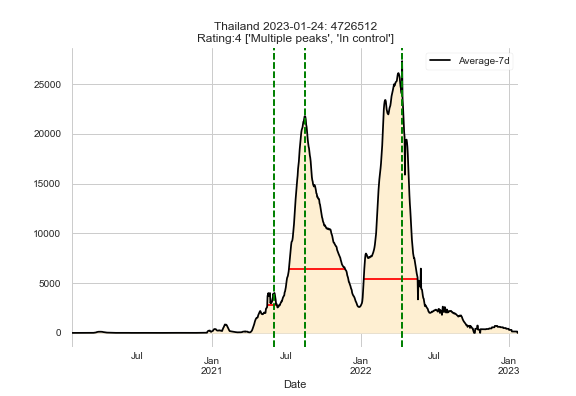 Thailand 2023-01-24: 4726512
Rating:4 ['Multiple peaks', 'In control']
Average-7d
25000
20000
15000
10000
5000
0
Jul
Jan
2021
Jul
Jan
2022
Jul
Jan
2023
Date